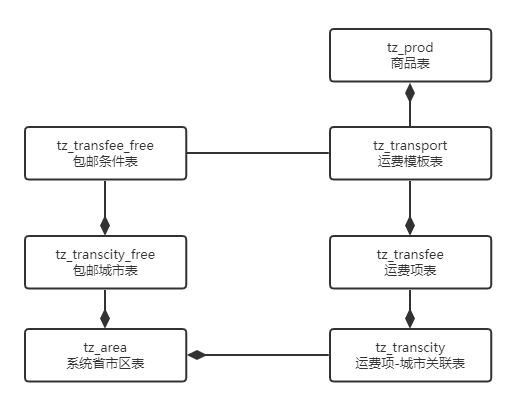 tz_prod
商品表
tz_transfee_free
包邮条件表
tz_transport
运费模板表
tz_transcity_free
包邮城市表
tz_transfee
运费项表
tz_area
系统省市区表
tz_transcity
运费项-城市关联表